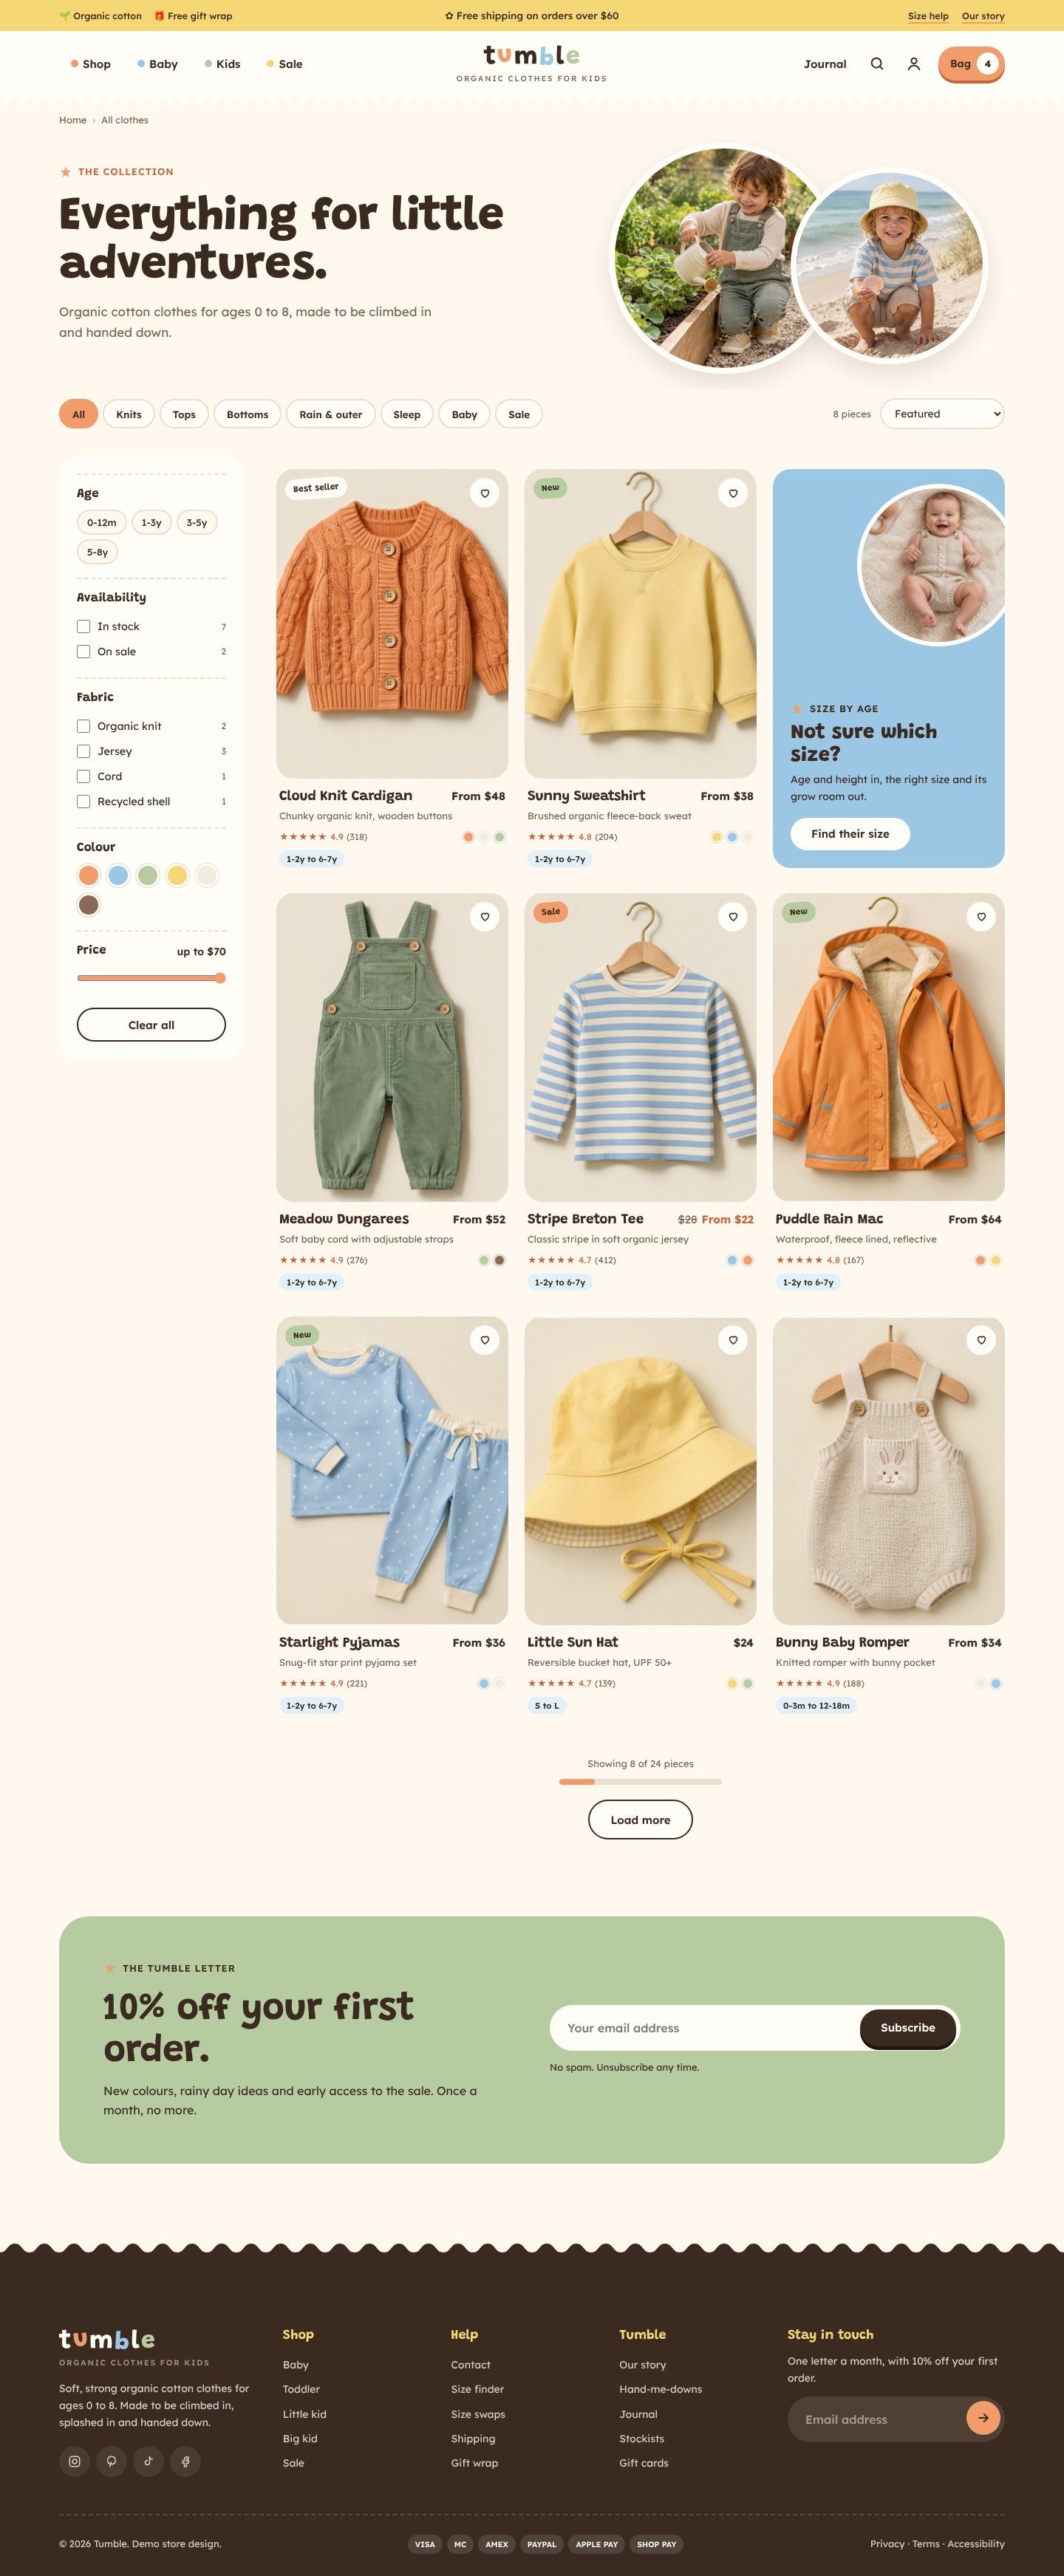 🌱 Organic cotton 🎁 Free gift wrap
✿ Free shipping on orders over $60
Size help Our story
Shop Baby Kids Sale
tumble
ORGANIC CLOTHES FOR KIDS
Journal
Bag 4
Home › All clothes
THE COLLECTION
Everything for little
adventures.
Organic cotton clothes for ages 0 to 8, made to be climbed in
and handed down.
All Knits Tops Bottoms Rain & outer Sleep Baby Sale
8 pieces Featured
Age
0-12m 1-3y 3-5y
5-8y
Availability
In stock 7
On sale 2
Fabric
Organic knit 2
Jersey 3
Cord 1
Recycled shell 1
Colour
Price up to $70
Clear all
Best seller
Cloud Knit Cardigan From $48
Chunky organic knit, wooden buttons
★★★★★ 4.9 (318)
1-2y to 6-7y
New
Sunny Sweatshirt From $38
Brushed organic fleece-back sweat
★★★★★ 4.8 (204)
1-2y to 6-7y
SIZE BY AGE
Not sure which
size?
Age and height in, the right size and its
grow room out.
Find their size
Meadow Dungarees From $52
Soft baby cord with adjustable straps
★★★★★ 4.9 (276)
1-2y to 6-7y
Sale
Stripe Breton Tee $28 From $22
Classic stripe in soft organic jersey
★★★★★ 4.7 (412)
1-2y to 6-7y
New
Puddle Rain Mac From $64
Waterproof, fleece lined, reflective
★★★★★ 4.8 (167)
1-2y to 6-7y
New
Starlight Pyjamas From $36
Snug-fit star print pyjama set
★★★★★ 4.9 (221)
1-2y to 6-7y
Little Sun Hat $24
Reversible bucket hat, UPF 50+
★★★★★ 4.7 (139)
S to L
Bunny Baby Romper From $34
Knitted romper with bunny pocket
★★★★★ 4.9 (188)
0-3m to 12-18m
Showing 8 of 24 pieces
Load more
THE TUMBLE LETTER
10% off your first
order.
New colours, rainy day ideas and early access to the sale. Once a
month, no more.
Your email address Subscribe
No spam. Unsubscribe any time.
tumble
ORGANIC CLOTHES FOR KIDS
Soft, strong organic cotton clothes for
ages 0 to 8. Made to be climbed in,
splashed in and handed down.
Shop
Baby
Toddler
Little kid
Big kid
Sale
Help
Contact
Size finder
Size swaps
Shipping
Gift wrap
Tumble
Our story
Hand-me-downs
Journal
Stockists
Gift cards
Stay in touch
One letter a month, with 10% off your first
order.
Email address
© 2026 Tumble. Demo store design.
VISA MC AMEX PAYPAL APPLE PAY SHOP PAY
Privacy · Terms · Accessibility